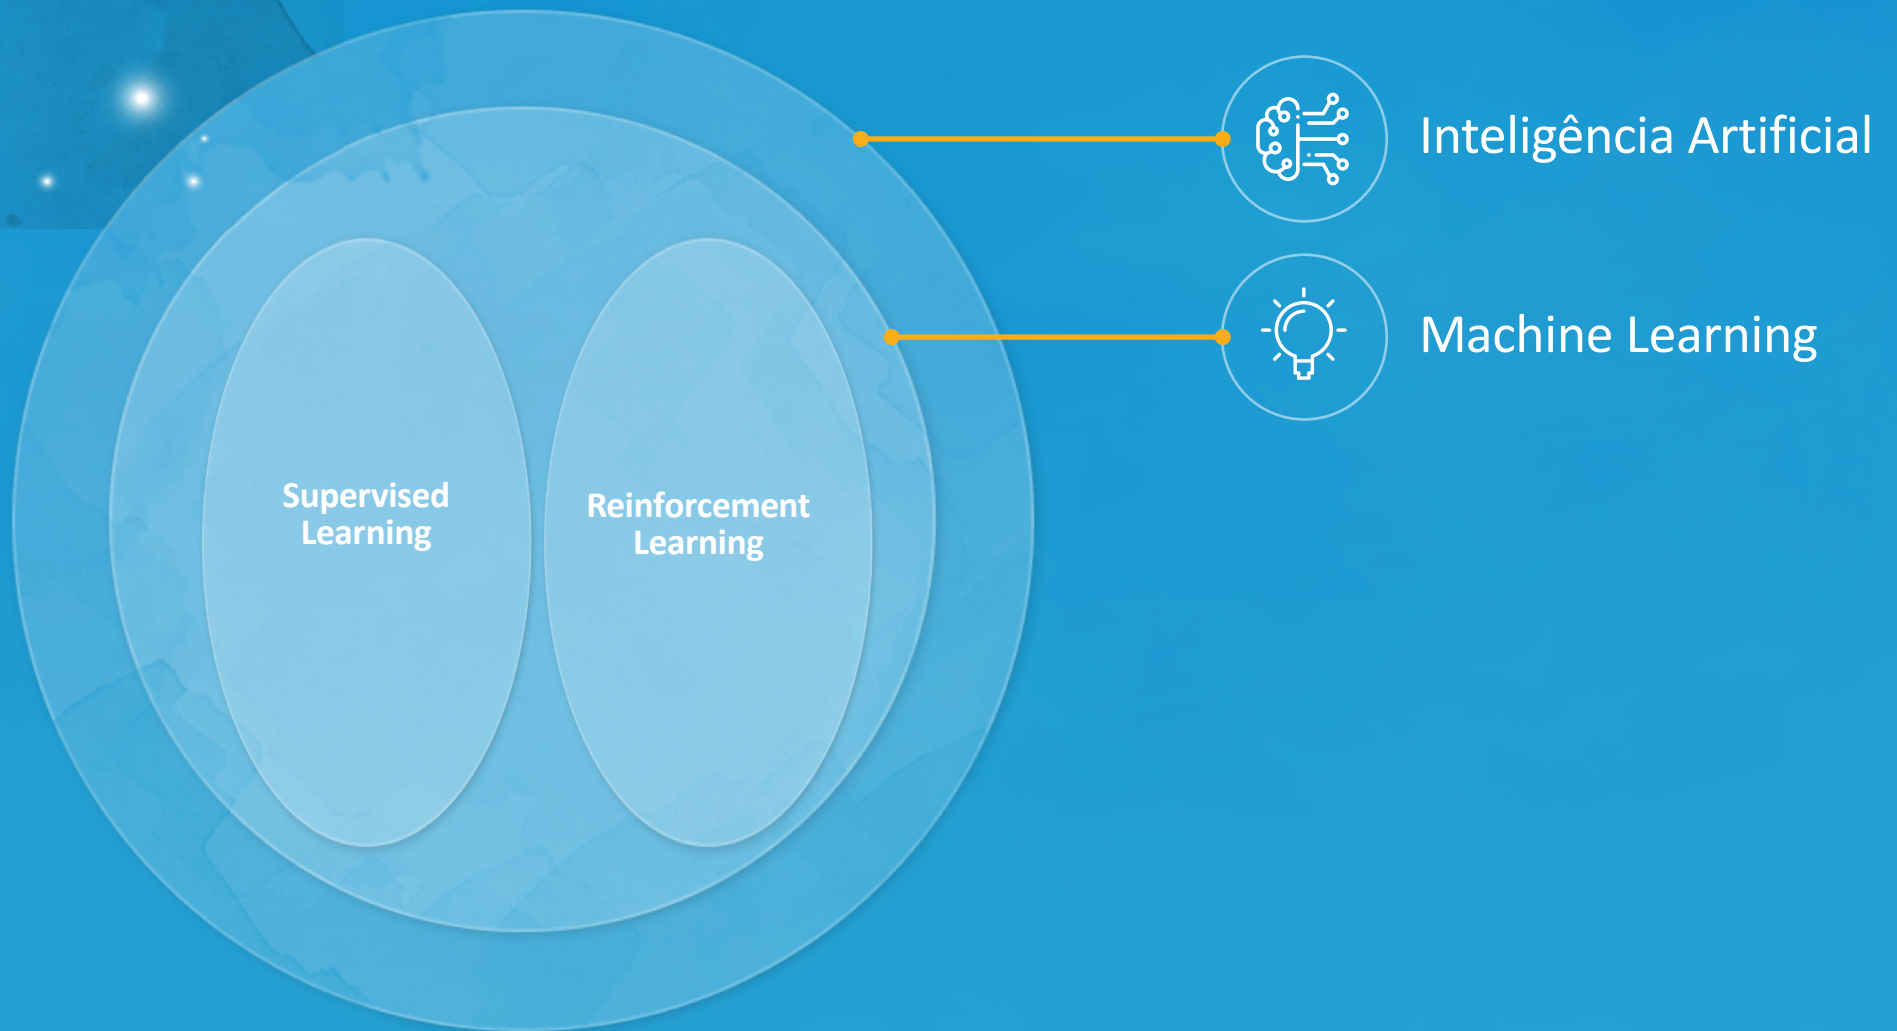 Inteligência Artificial
Machine Learning
Supervised
Learning
Reinforcement
Learning